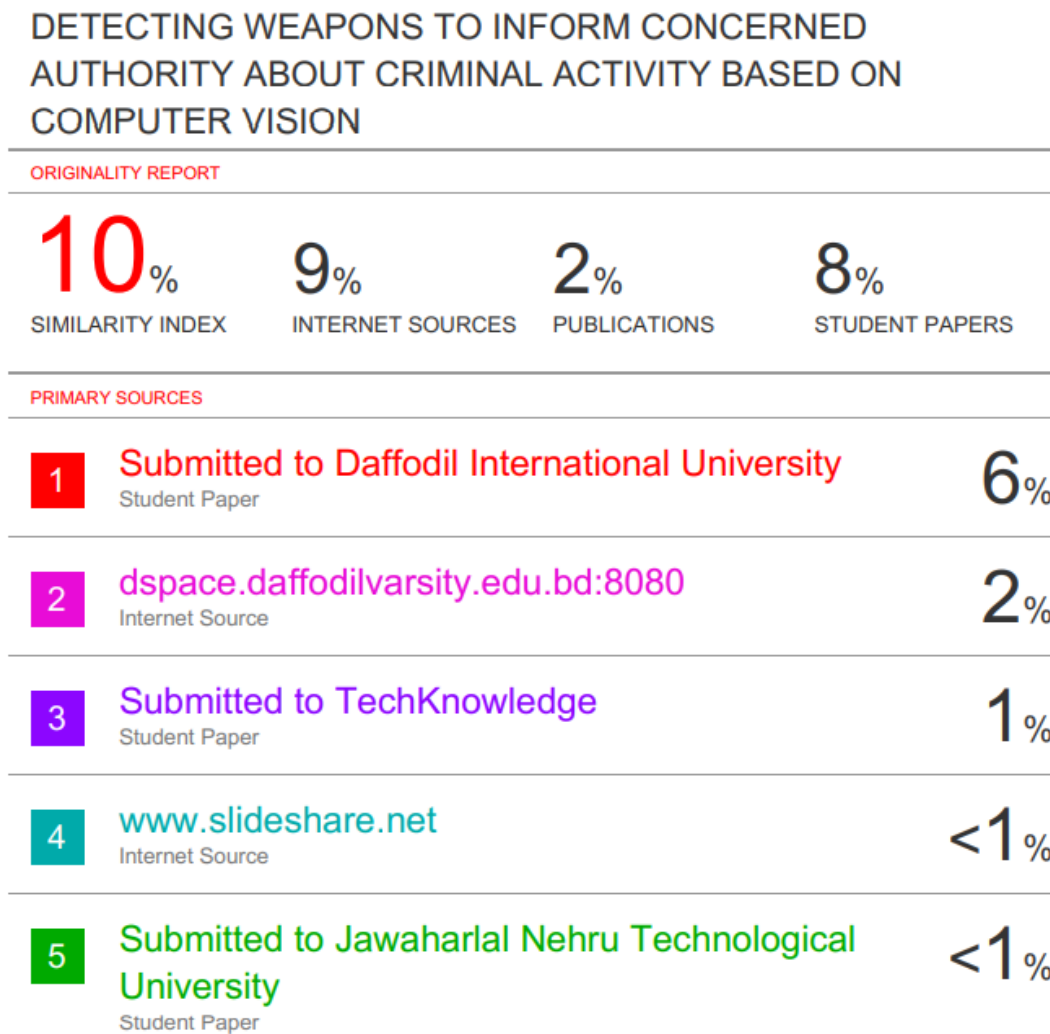 DETECTING WEAPONS TO INFORM CONCERNED
AUTHORITY ABOUT CRIMINAL ACTIVITY BASED ON
COMPUTER VISION
ORIGINALITY REPORT
10% 9% 2% 8%
SIMILARITY INDEX INTERNET SOURCES PUBLICATIONS STUDENT PAPERS
PRIMARY SOURCES
1 Submitted to Daffodil International University 6%
Student Paper
2 dspace.daffodilvarsity.edu.bd:8080 2%
Internet Source
3 Submitted to TechKnowledge 1%
Student Paper
4 www.slideshare.net <1%
Internet Source
5 Submitted to Jawaharlal Nehru Technological <1%
University
Student Paper